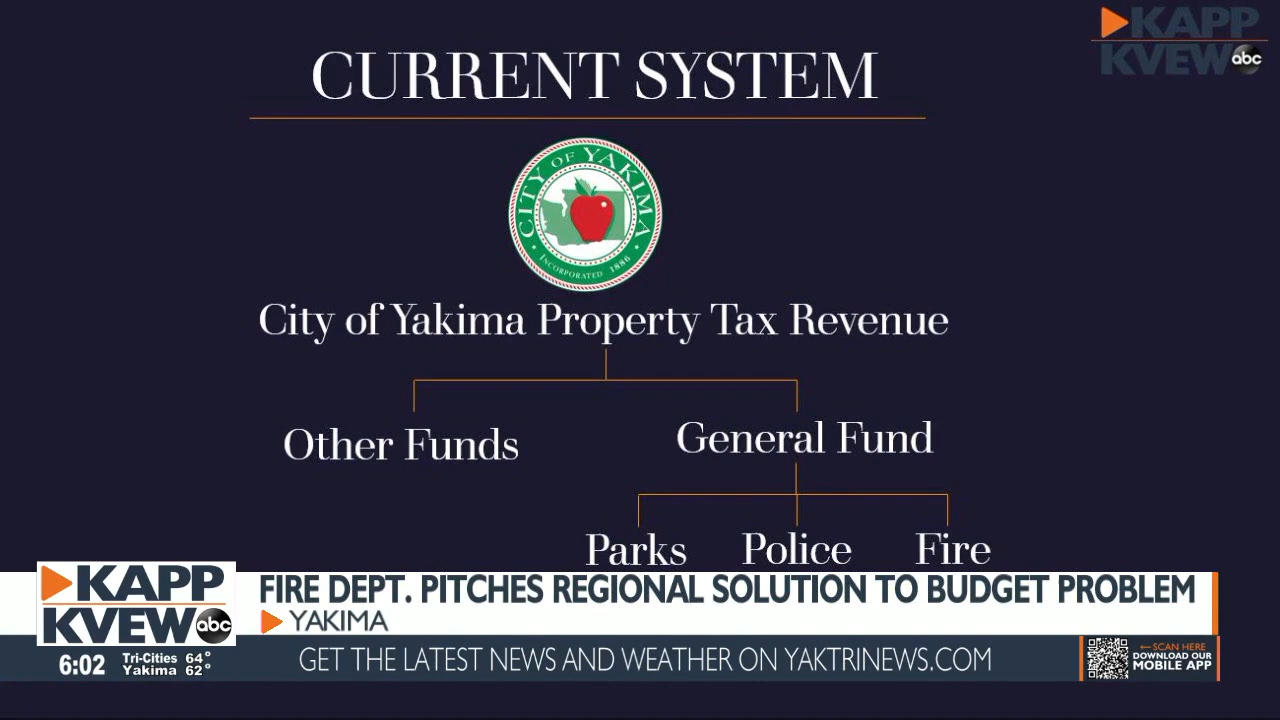 KAPP
KVEW abc
CURRENT SYSTEM
CITY OF YAKIMA
INCORPORATED 1886
City of Yakima Property Tax Revenue
Other Funds
General Fund
Parks Police Fire
KAPP
KVEW abc
FIRE DEPT. PITCHES REGIONAL SOLUTION TO BUDGET PROBLEM
YAKIMA
6:02
Tri-Cities 64°
Yakima 62°
GET THE LATEST NEWS AND WEATHER ON YAKTRINEWS.COM
←SCAN HERE
DOWNLOAD OUR
MOBILE APP